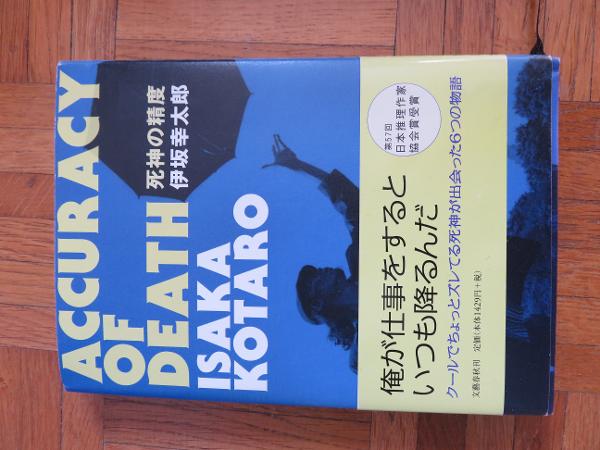 ACCURACY
OF
DEATH
死神の精度
伊坂幸太郎
ISAKA
KOTARO
第57回
日本推理作家
協会賞受賞
俺が仕事をすると
いつも降るんだ
クールでちょっとズレてる死神が出会った6つの物語
文藝春秋刊 定価(本体1429円+税)